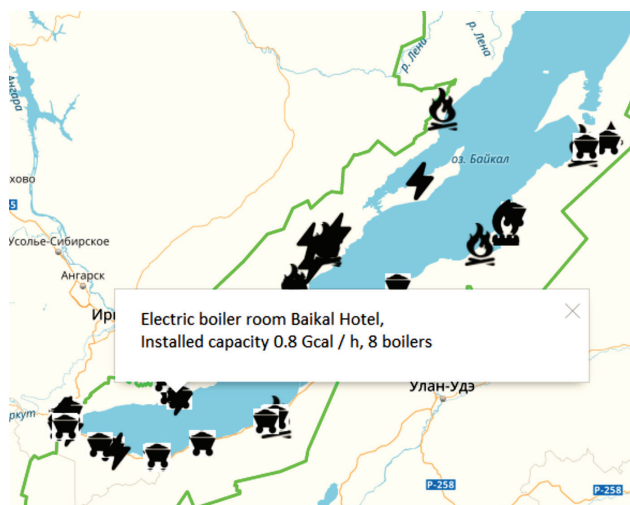 р. Лена
р. Лена
Ангара
оз. Байкал
хово
Усолье-Сибирское
Ангарск
Ирк
Electric boiler room Baikal Hotel,
Installed capacity 0.8 Gcal / h, 8 boilers
Улан-Удэ
ркут
Р-258
Р-258